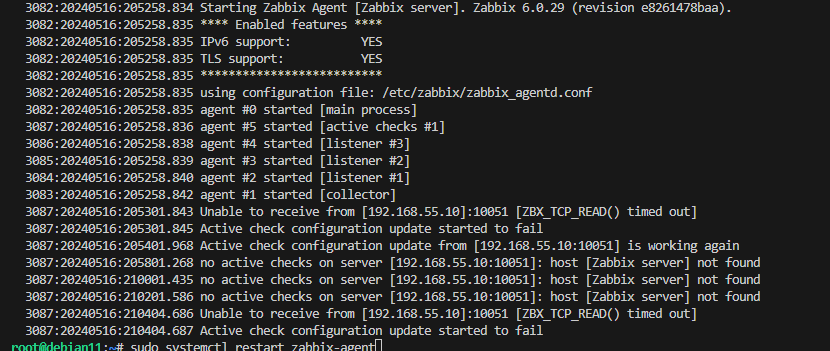 3082:20240516:205258.834 Starting Zabbix Agent [Zabbix server]. Zabbix 6.0.29 (revision e8261478baa).
3082:20240516:205258.835 **** Enabled features ****
3082:20240516:205258.835 IPv6 support:          YES
3082:20240516:205258.835 TLS support:           YES
3082:20240516:205258.835 **************************
3082:20240516:205258.835 using configuration file: /etc/zabbix/zabbix_agentd.conf
3082:20240516:205258.835 agent #0 started [main process]
3087:20240516:205258.836 agent #5 started [active checks #1]
3086:20240516:205258.838 agent #4 started [listener #3]
3085:20240516:205258.839 agent #3 started [listener #2]
3084:20240516:205258.840 agent #2 started [listener #1]
3083:20240516:205258.842 agent #1 started [collector]
3087:20240516:205301.843 Unable to receive from [192.168.55.10]:10051 [ZBX_TCP_READ() timed out]
3087:20240516:205301.845 Active check configuration update started to fail
3087:20240516:205401.968 Active check configuration update from [192.168.55.10:10051] is working again
3087:20240516:205801.268 no active checks on server [192.168.55.10:10051]: host [Zabbix server] not found
3087:20240516:210001.435 no active checks on server [192.168.55.10:10051]: host [Zabbix server] not found
3087:20240516:210201.586 no active checks on server [192.168.55.10:10051]: host [Zabbix server] not found
3087:20240516:210404.686 Unable to receive from [192.168.55.10]:10051 [ZBX_TCP_READ() timed out]
3087:20240516:210404.687 Active check configuration update started to fail
root@debian11:~# sudo systemctl restart zabbix-agent